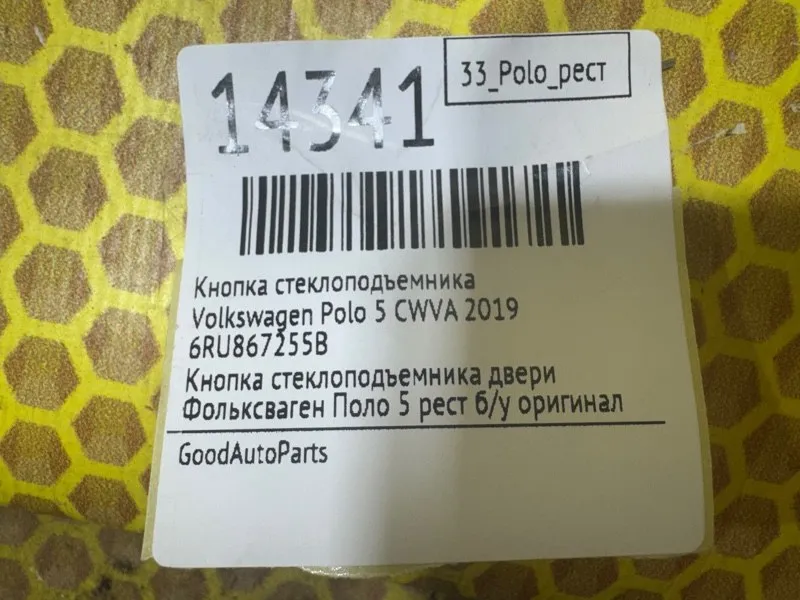 14341
33_Polo_рест
Кнопка стеклоподъемника
Volkswagen Polo 5 CWVA 2019
6RU867255B
Кнопка стеклоподъемника двери
Фольксваген Поло 5 рест б/у оригинал
GoodAutoParts